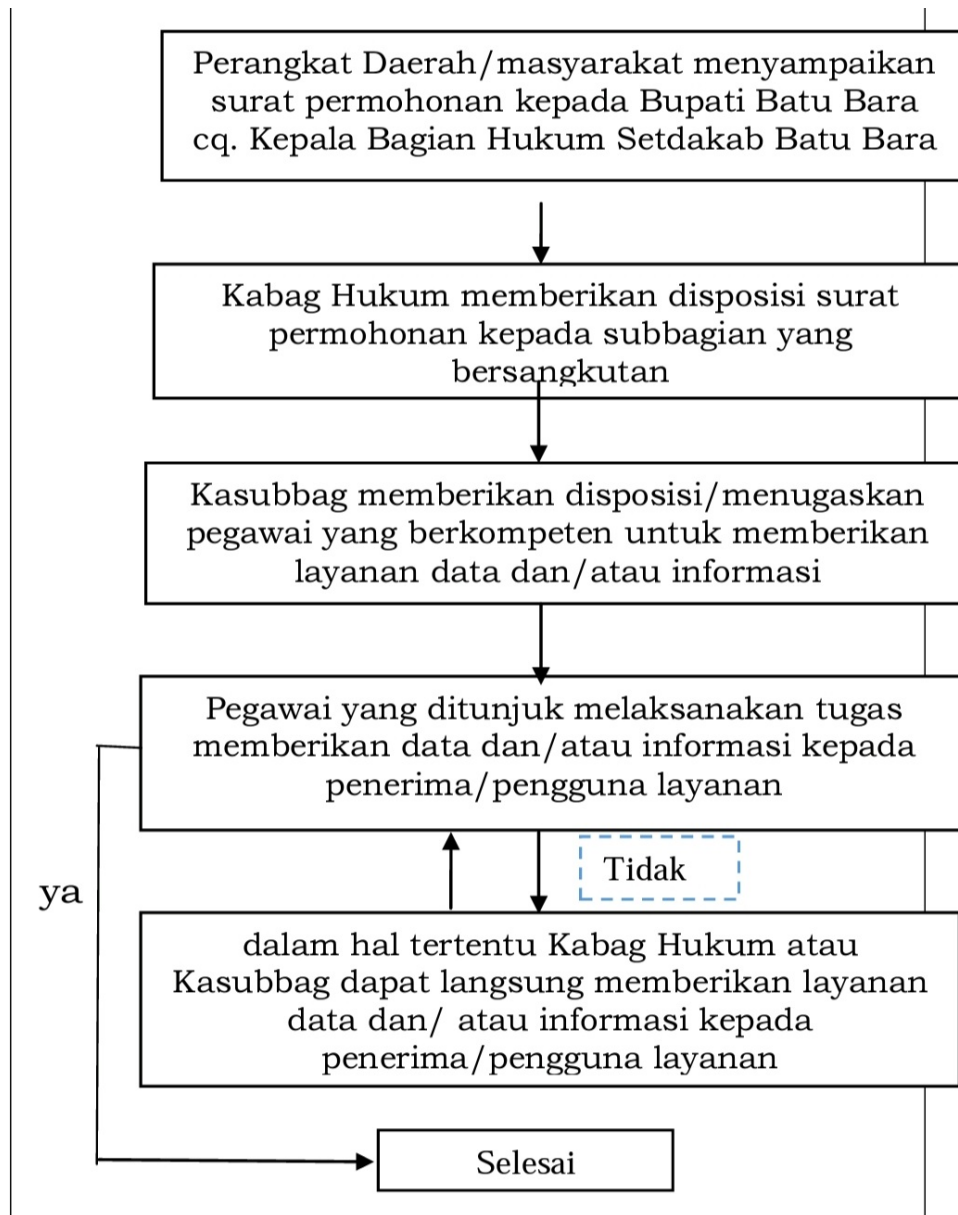 Perangkat Daerah/masyarakat menyampaikan
surat permohonan kepada Bupati Batu Bara
cq. Kepala Bagian Hukum Setdakab Batu Bara
Kabag Hukum memberikan disposisi surat
permohonan kepada subbagian yang
bersangkutan
Kasubbag memberikan disposisi/menugaskan
pegawai yang berkompeten untuk memberikan
layanan data dan/atau informasi
Pegawai yang ditunjuk melaksanakan tugas
memberikan data dan/atau informasi kepada
penerima/pengguna layanan
Tidak
ya
dalam hal tertentu Kabag Hukum atau
Kasubbag dapat langsung memberikan layanan
data dan/ atau informasi kepada
penerima/pengguna layanan
Selesai